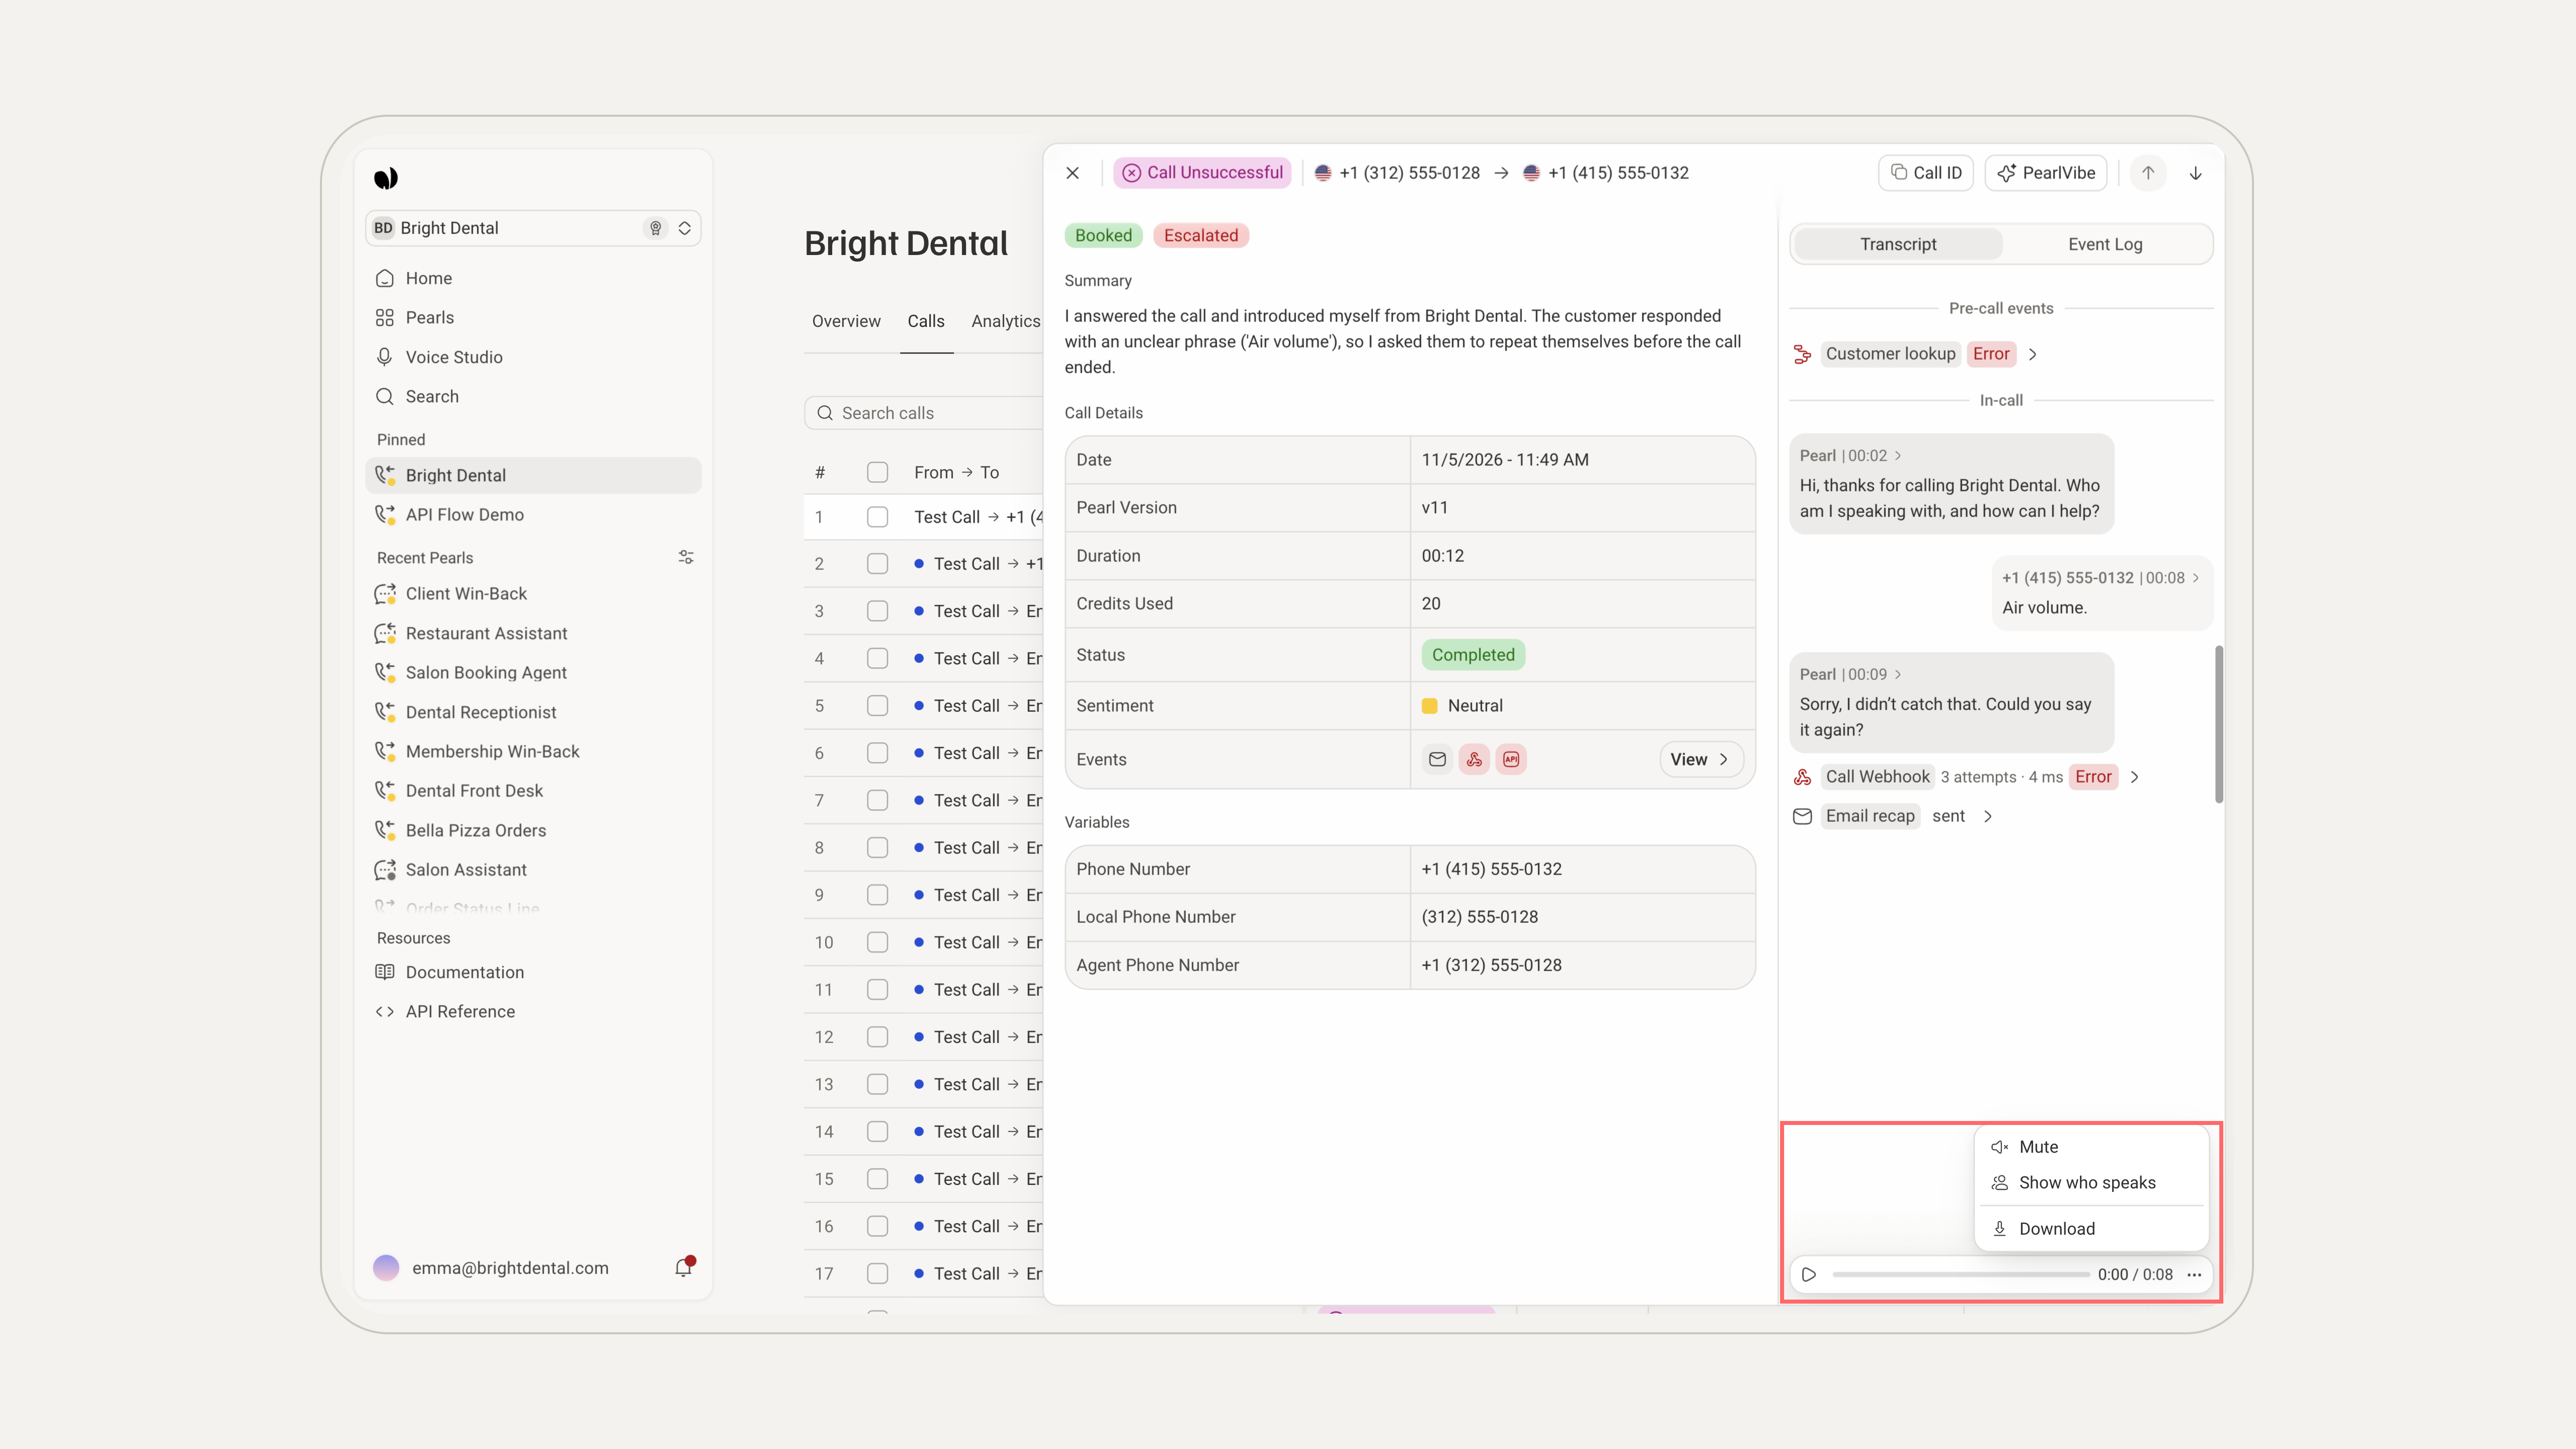 BD Bright Dental
Home
Pearls
Voice Studio
Search
Pinned
Bright Dental
API Flow Demo
Recent Pearls
Client Win-Back
Restaurant Assistant
Salon Booking Agent
Dental Receptionist
Membership Win-Back
Dental Front Desk
Bella Pizza Orders
Salon Assistant
Order Status Line
Resources
Documentation
API Reference
emma@brightdental.com
Bright Dental
Overview Calls Analytics
Search calls
# From → To
1 Test Call → +1 (4
2 Test Call → +1
3 Test Call → Er
4 Test Call → Er
5 Test Call → Er
6 Test Call → Er
7 Test Call → Er
8 Test Call → Er
9 Test Call → Er
10 Test Call → Er
11 Test Call → Er
12 Test Call → Er
13 Test Call → Er
14 Test Call → Er
15 Test Call → Er
16 Test Call → Er
17 Test Call → Er
Call Unsuccessful +1 (312) 555-0128 → +1 (415) 555-0132
Call ID PearlVibe
Booked Escalated
Summary
I answered the call and introduced myself from Bright Dental. The customer responded
with an unclear phrase ('Air volume'), so I asked them to repeat themselves before the call
ended.
Call Details
Date 11/5/2026 - 11:49 AM
Pearl Version v11
Duration 00:12
Credits Used 20
Status Completed
Sentiment Neutral
Events API View
Variables
Phone Number +1 (415) 555-0132
Local Phone Number (312) 555-0128
Agent Phone Number +1 (312) 555-0128
Transcript Event Log
Pre-call events
Customer lookup Error
In-call
Pearl | 00:02
Hi, thanks for calling Bright Dental. Who
am I speaking with, and how can I help?
+1 (415) 555-0132 | 00:08
Air volume.
Pearl | 00:09
Sorry, I didn’t catch that. Could you say
it again?
Call Webhook 3 attempts · 4 ms Error
Email recap sent
Mute
Show who speaks
Download
0:00 / 0:08